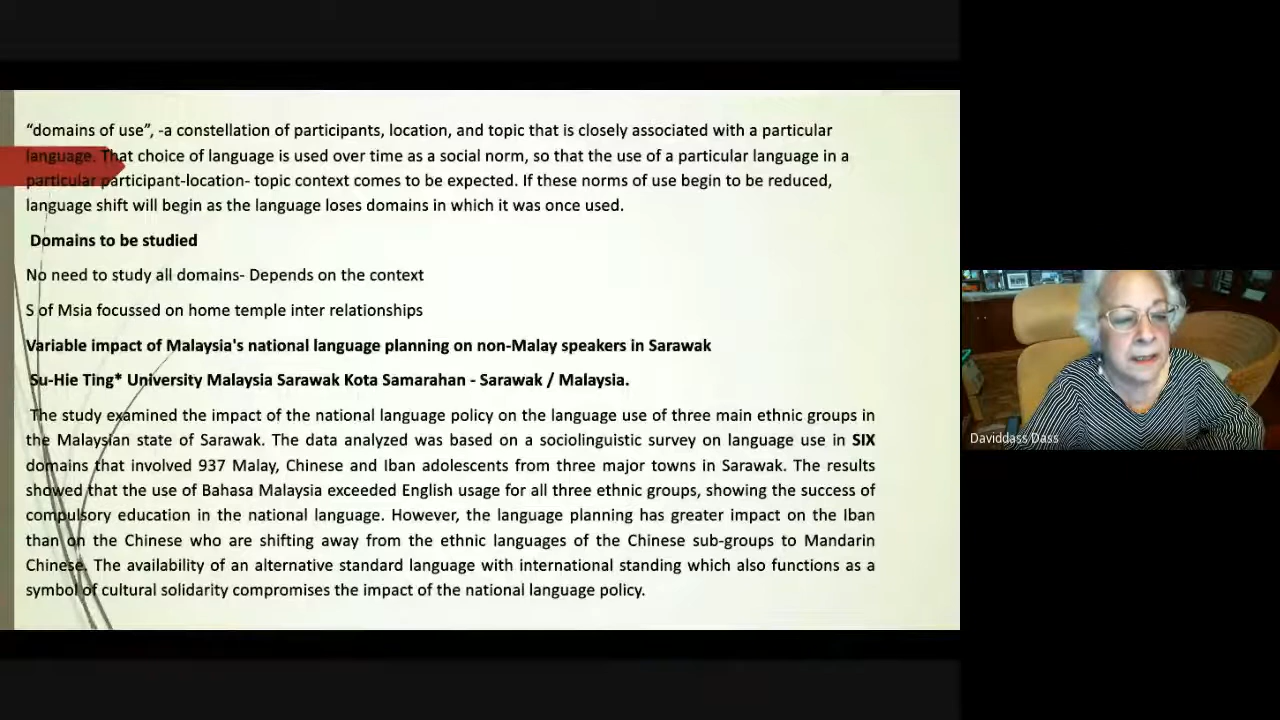 “domains of use”, -a constellation of participants, location, and topic that is closely associated with a particular
language. That choice of language is used over time as a social norm, so that the use of a particular language in a
particular participant-location- topic context comes to be expected. If these norms of use begin to be reduced,
language shift will begin as the language loses domains in which it was once used.
Domains to be studied
No need to study all domains- Depends on the context
S of Msia focussed on home temple inter relationships
Variable impact of Malaysia's national language planning on non-Malay speakers in Sarawak
Su-Hie Ting* University Malaysia Sarawak Kota Samarahan - Sarawak / Malaysia.
The study examined the impact of the national language policy on the language use of three main ethnic groups in
the Malaysian state of Sarawak. The data analyzed was based on a sociolinguistic survey on language use in SIX
domains that involved 937 Malay, Chinese and Iban adolescents from three major towns in Sarawak. The results
showed that the use of Bahasa Malaysia exceeded English usage for all three ethnic groups, showing the success of
compulsory education in the national language. However, the language planning has greater impact on the Iban
than on the Chinese who are shifting away from the ethnic languages of the Chinese sub-groups to Mandarin
Chinese. The availability of an alternative standard language with international standing which also functions as a
symbol of cultural solidarity compromises the impact of the national language policy.
Daviddass Dass